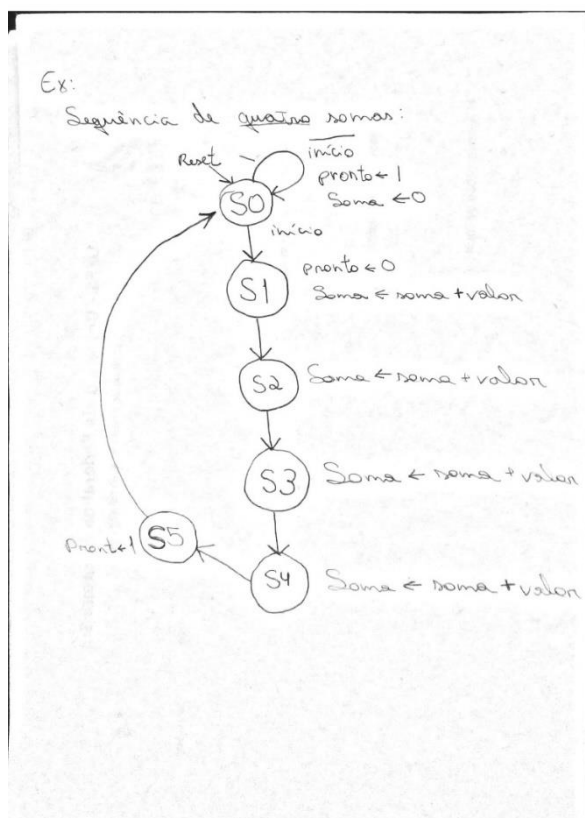 Ex:
Sequência de quatro somas:
Reset
início
pronto ← 1
Soma ← 0
S0
início
pronto ← 0
S1
Soma ← soma + valor
S2
Soma ← soma + valor
S3
Soma ← soma + valor
S5
Pront ← 1
S4
Soma ← soma + valor